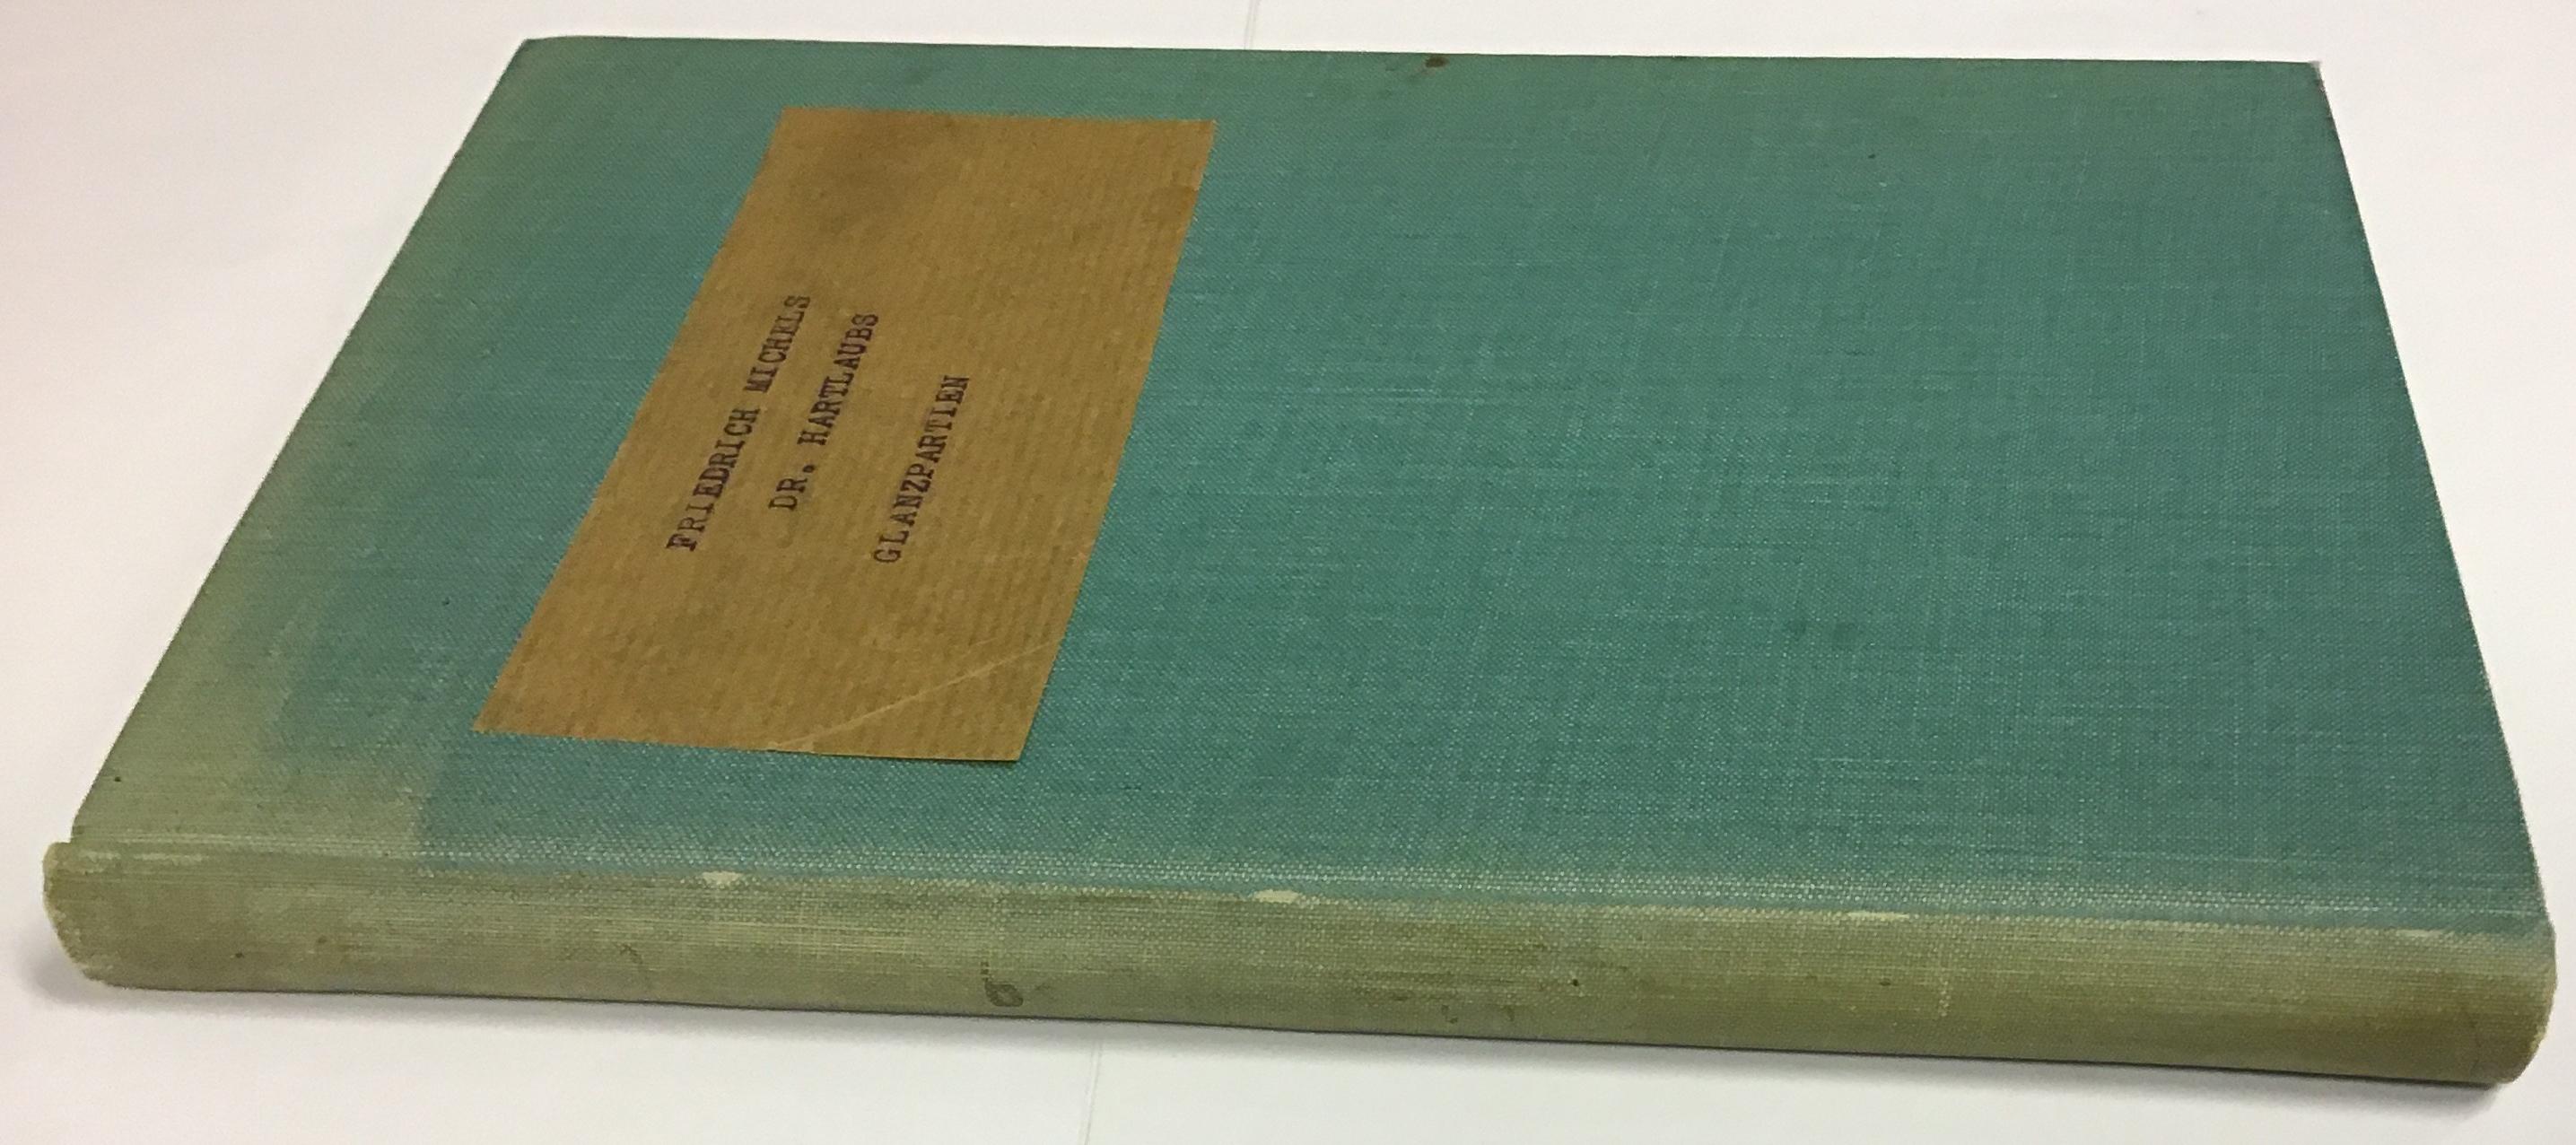 FRIEDRICH MICHELS
DR. HARTLAUBS
GLANZPARTIEN